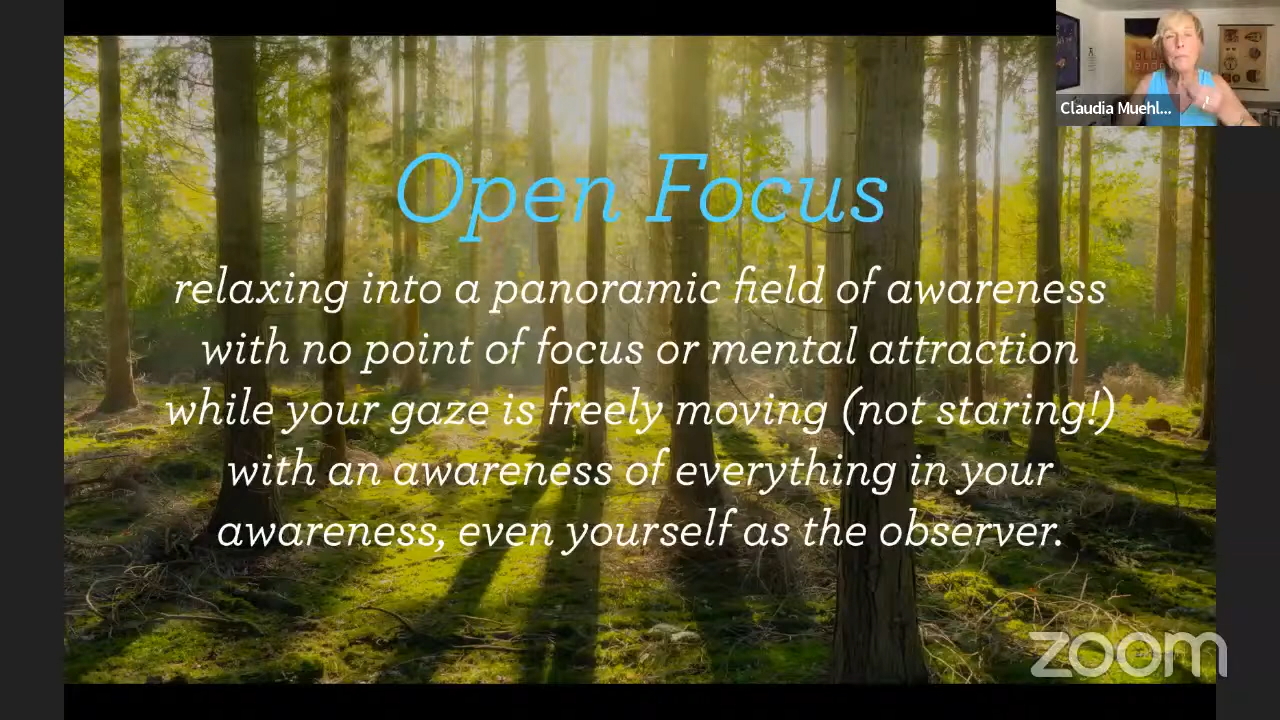 Open Focus
relaxing into a panoramic field of awareness
with no point of focus or mental attraction
while your gaze is freely moving (not staring!)
with an awareness of everything in your
awareness, even yourself as the observer.
Claudia Muehl...
zoom